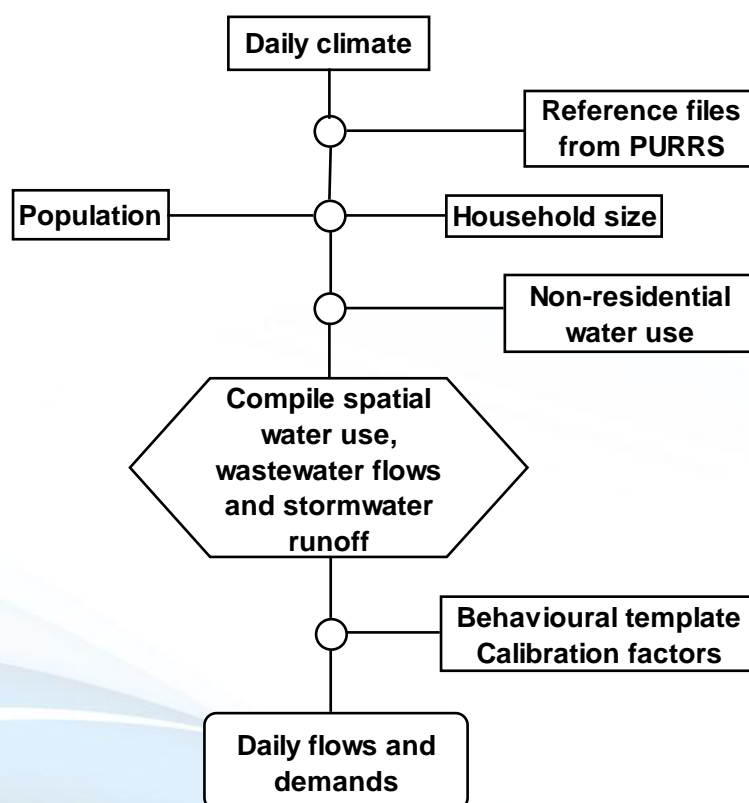 Daily climate
Reference files
from PURRS
Population
Household size
Non-residential
water use
Compile spatial
water use,
wastewater flows
and stormwater
runoff
Behavioural template
Calibration factors
Daily flows and
demands